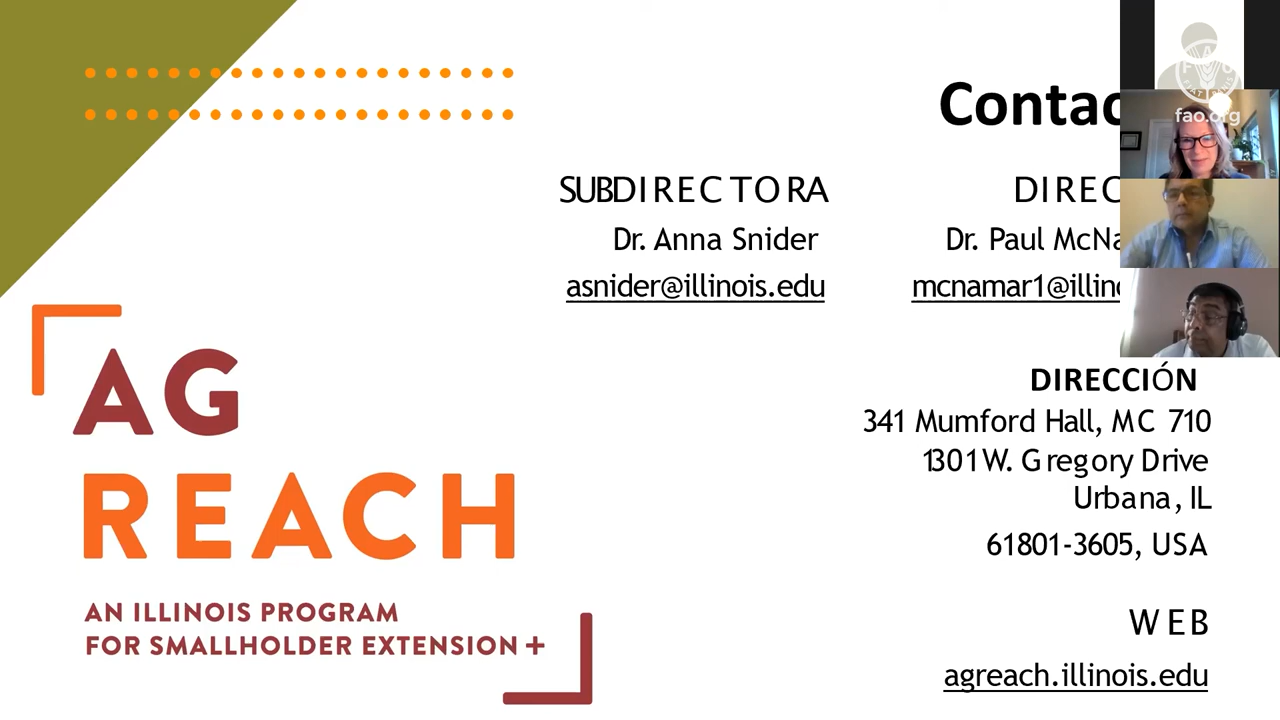 Contac
SUBDIRECTORA
Dr. Anna Snider
asnider@illinois.edu
DIREC
Dr. Paul McNa
mcnamar1@illino
fao.org
AG
REACH
AN ILLINOIS PROGRAM
FOR SMALLHOLDER EXTENSION +
DIRECCIÓN
341 Mumford Hall, MC 710
1301 W. Gregory Drive
Urbana, IL
61801-3605, USA
WEB
agreach.illinois.edu